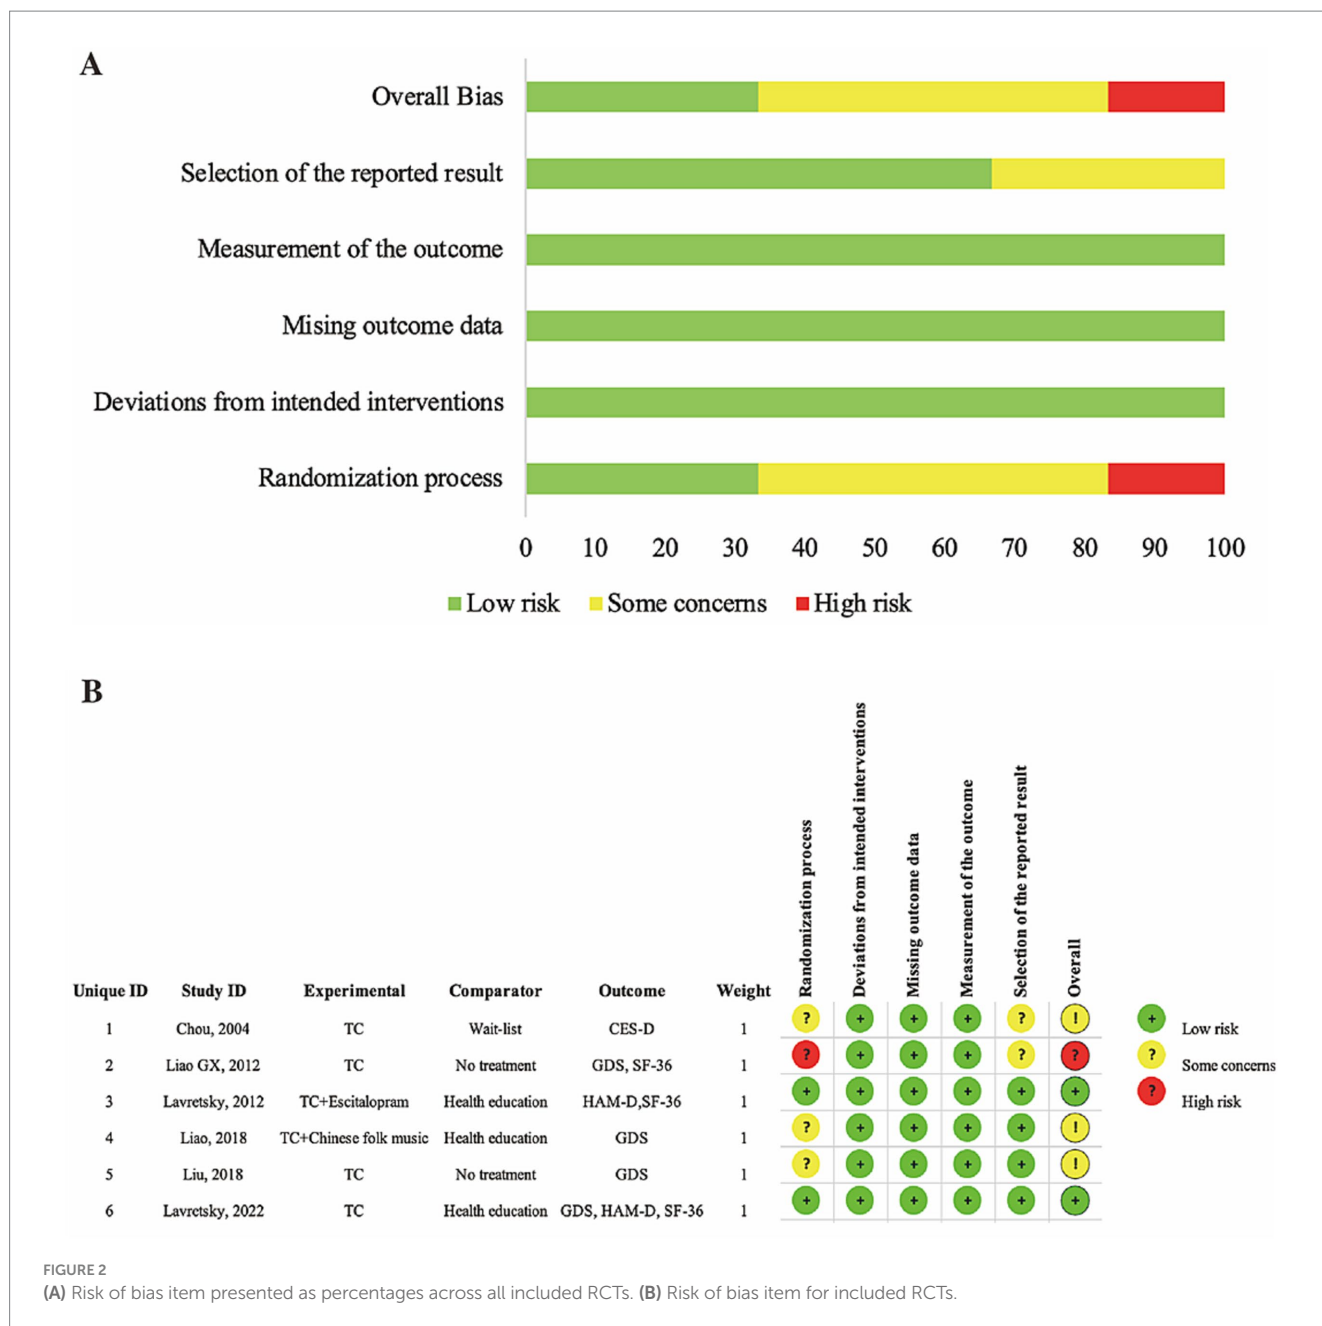 A
Overall Bias
Selection of the reported result
Measurement of the outcome
Mising outcome data
Deviations from intended interventions
Randomization process
0 10 20 30 40 50 60 70 80 90 100
Low risk Some concerns High risk
B
Randomization process
Deviations from intended interventions
Missing outcome data
Measurement of the outcome
Selection of the reported result
Overall
Unique ID Study ID Experimental Comparator Outcome Weight
1 Chou, 2004 TC Wait-list CES-D 1 ? + + + ? !
2 Liao GX, 2012 TC No treatment GDS, SF-36 1 ? + + + ? ?
3 Lavretsky, 2012 TC+Escitalopram Health education HAM-D,SF-36 1 + + + + + +
4 Liao, 2018 TC+Chinese folk music Health education GDS 1 ? + + + + !
5 Liu, 2018 TC No treatment GDS 1 ? + + + + !
6 Lavretsky, 2022 TC Health education GDS, HAM-D, SF-36 1 + + + + + +
+ Low risk
? Some concerns
? High risk
FIGURE 2
(A) Risk of bias item presented as percentages across all included RCTs. (B) Risk of bias item for included RCTs.